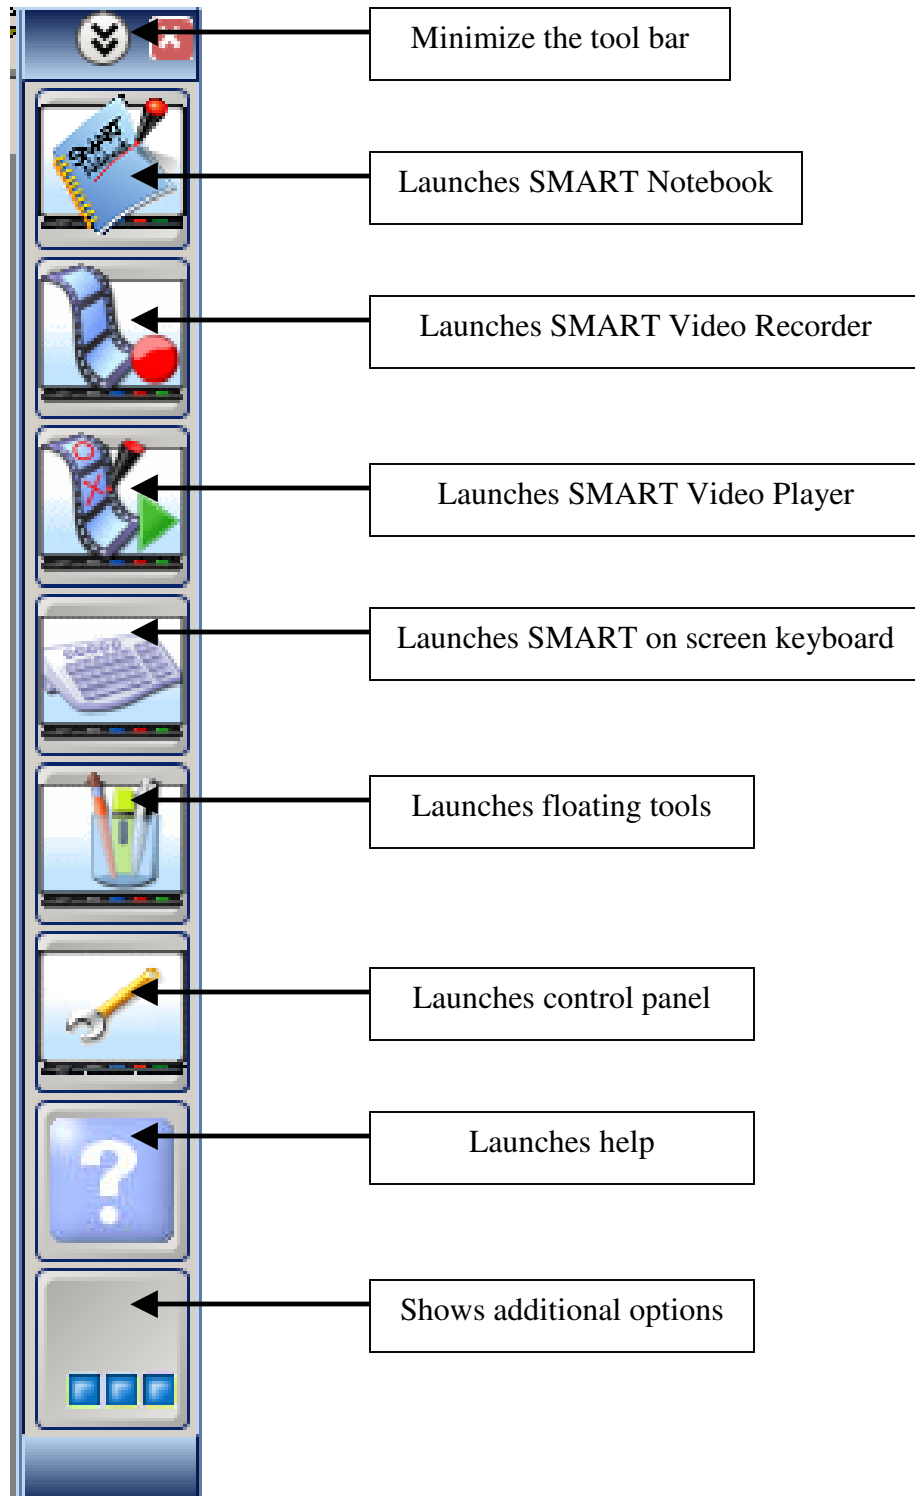 Minimize the tool bar
SMART
Launches SMART Notebook
Launches SMART Video Recorder
Launches SMART Video Player
Launches SMART on screen keyboard
Launches floating tools
Launches control panel
?
Launches help
Shows additional options